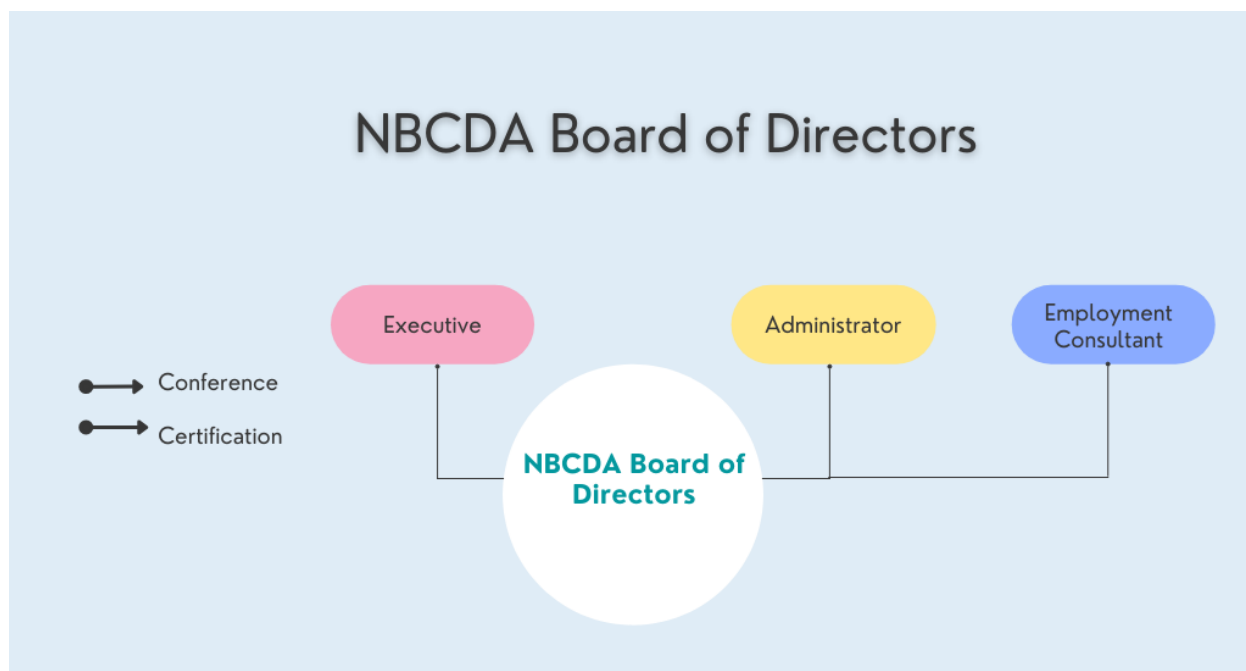 NBCDA Board of Directors
Executive
Administrator
Employment
Consultant
Conference
Certification
NBCDA Board of
Directors